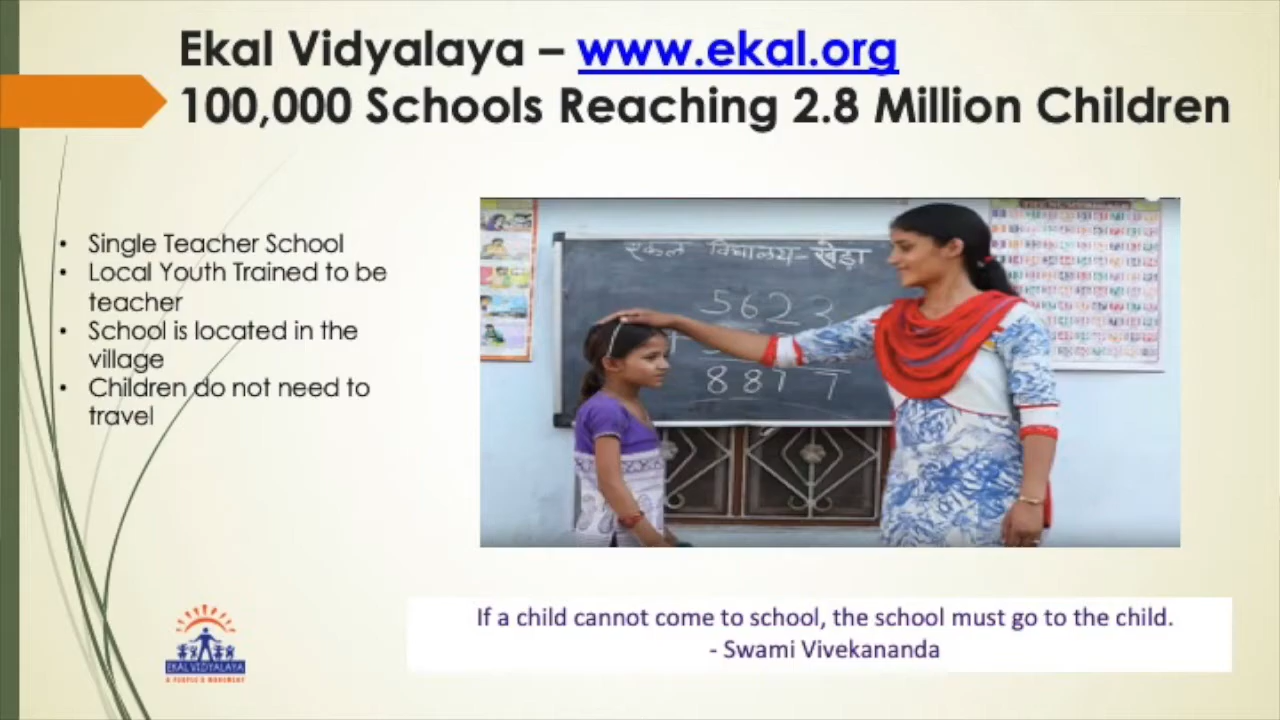 Ekal Vidyalaya – www.ekal.org
100,000 Schools Reaching 2.8 Million Children
• Single Teacher School
• Local Youth Trained to be
teacher
• School is located in the
village
• Children do not need to
travel
एकल विद्यालय-खेड़ा
5623
8877
If a child cannot come to school, the school must go to the child.
- Swami Vivekananda
EKAL VIDYALAYA
A PEOPLE'S MOVEMENT